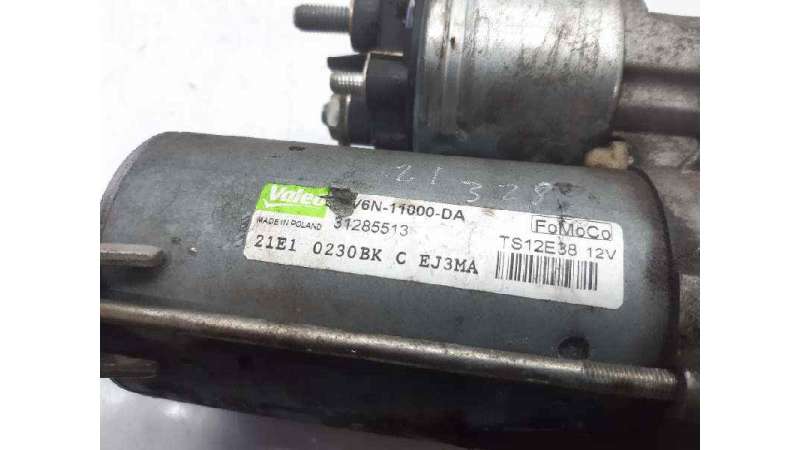 21329
Valeo V6N-11000-DA FoMoCo
MADE IN POLAND 31285513 TS12E38 12V
21E1 0230BK C EJ3MA